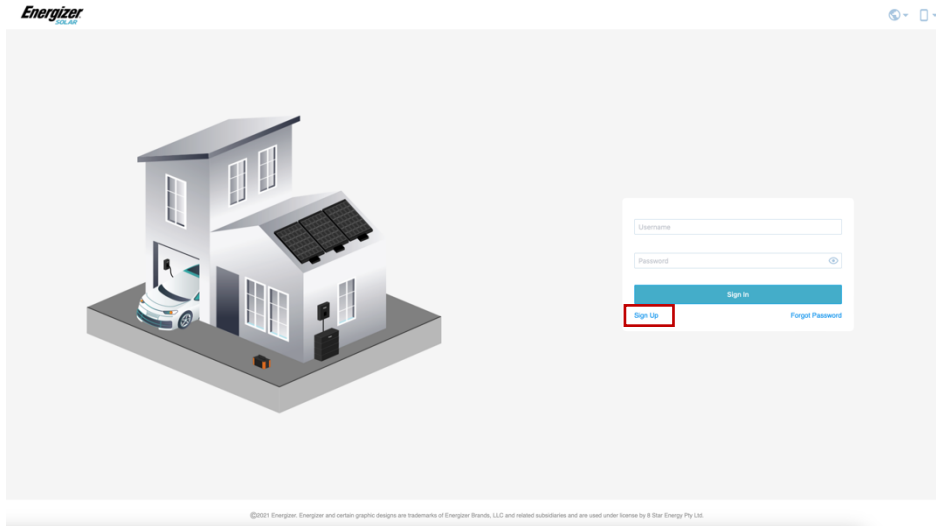 Energizer
SOLAR
Username
Password
Sign In
Sign Up
Forgot Password
©2021 Energizer. Energizer and certain graphic designs are trademarks of Energizer Brands, LLC and related subsidiaries and are used under license by 8 Star Energy Pty Ltd.